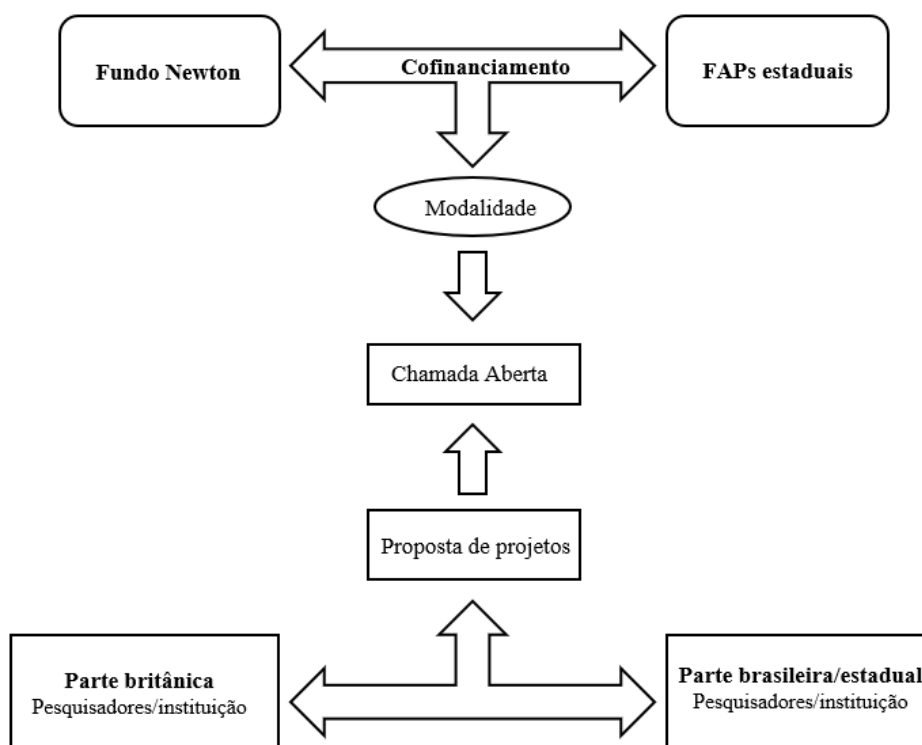 Fundo Newton
Cofinanciamento
FAPs estaduais
Modalidade
Chamada Aberta
Proposta de projetos
Parte britânica
Pesquisadores/instituição
Parte brasileira/estadual
Pesquisadores/instituição